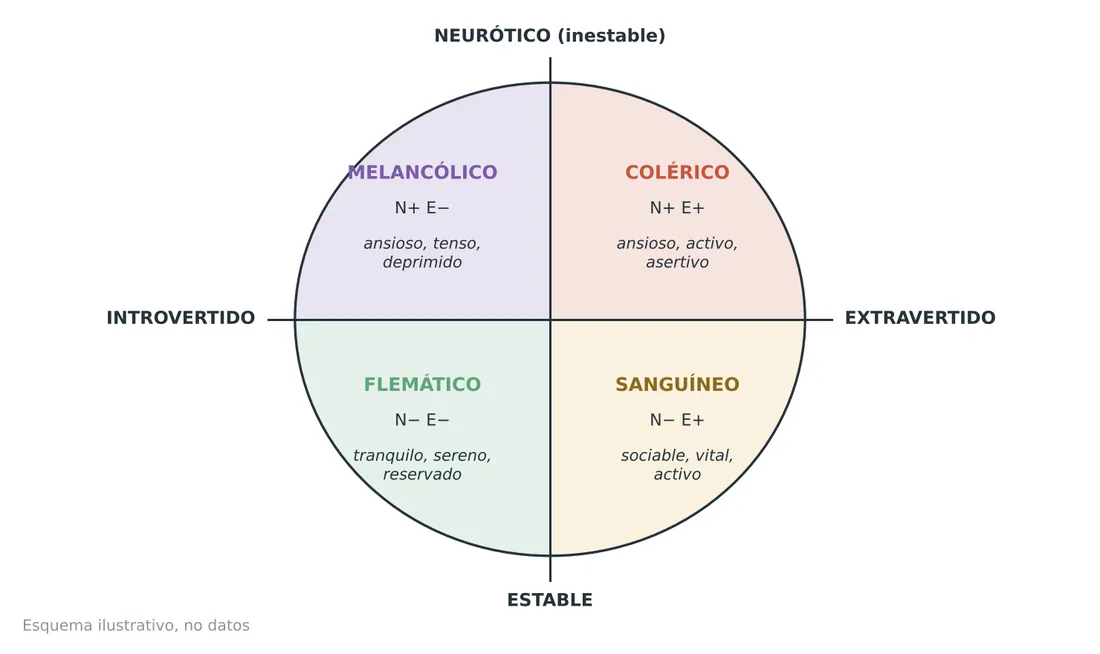 NEURÓTICO (inestable)
MELANCÓLICO
N+ E−
ansioso, tenso,
deprimido
COLÉRICO
N+ E+
ansioso, activo,
asertivo
INTROVERTIDO
EXTRAVERTIDO
FLEMÁTICO
N− E−
tranquilo, sereno,
reservado
SANGUÍNEO
N− E+
sociable, vital,
activo
ESTABLE
Esquema ilustrativo, no datos